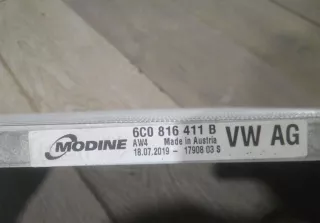 MODINE
6C0 816 411 B
AW4 Made in Austria
18.07.2019- 17908 03 S
VW AG